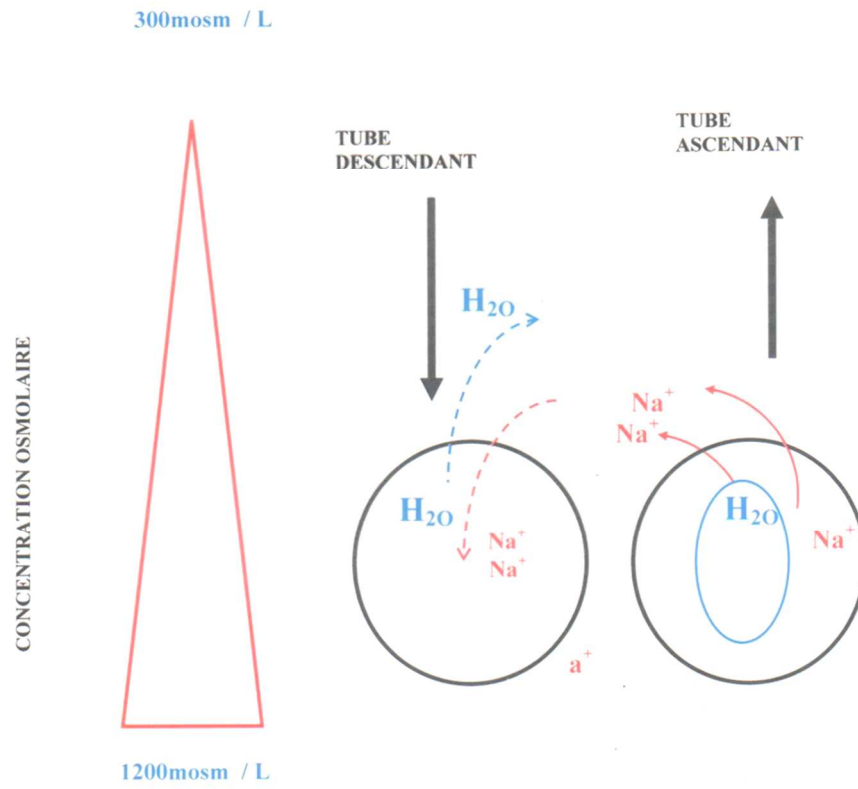 300mosm / L
TUBE
DESCENDANT
TUBE
ASCENDANT
H2O
CONCENTRATION OSMOLAIRE
Na+
Na+
H2O
Na+
Na+
H2O
Na+
a+
1200mosm / L